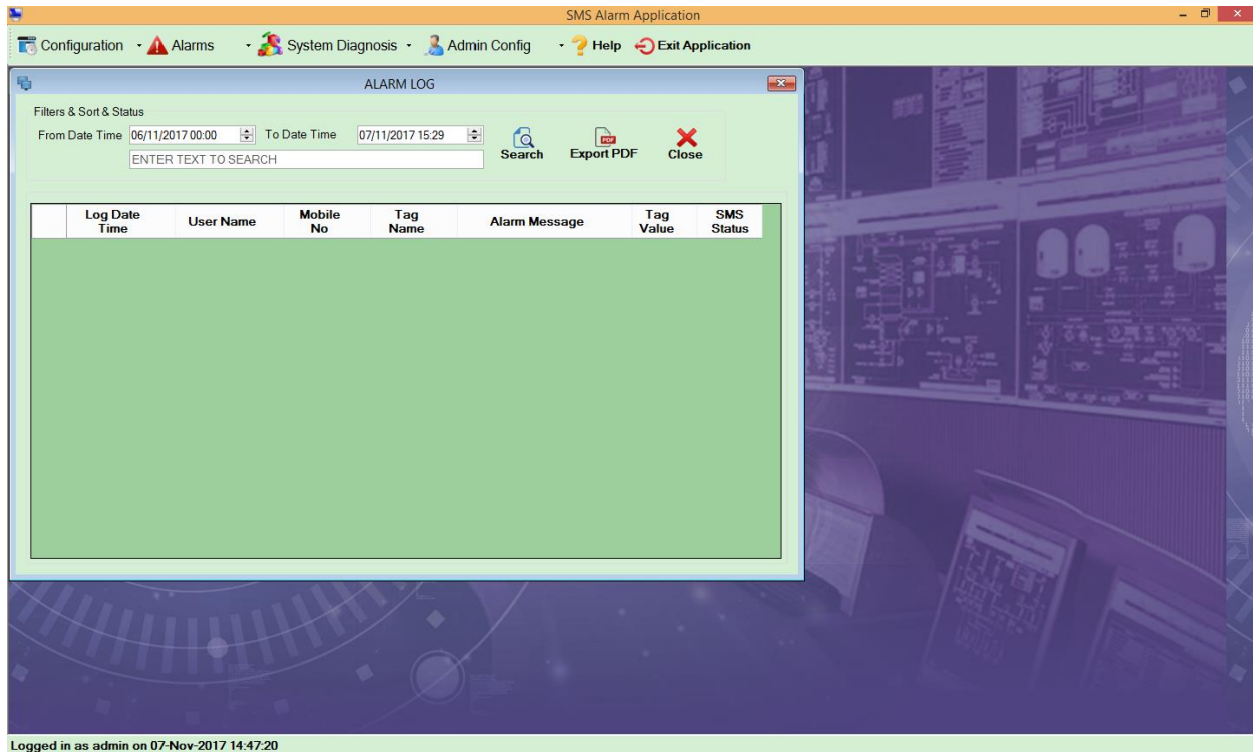 SMS Alarm Application
Configuration Alarms System Diagnosis Admin Config Help Exit Application
ALARM LOG
Filters & Sort & Status
From Date Time 06/11/2017 00:00 To Date Time 07/11/2017 15:29
ENTER TEXT TO SEARCH
Search Export PDF Close
Log Date Time User Name Mobile No Tag Name Alarm Message Tag Value SMS Status
Logged in as admin on 07-Nov-2017 14:47:20